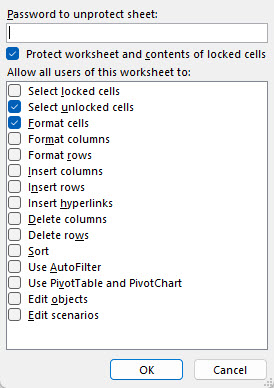 Password to unprotect sheet:
Protect worksheet and contents of locked cells
Allow all users of this worksheet to:
Select locked cells
Select unlocked cells
Format cells
Format columns
Format rows
Insert columns
Insert rows
Insert hyperlinks
Delete columns
Delete rows
Sort
Use AutoFilter
Use PivotTable and PivotChart
Edit objects
Edit scenarios
OK Cancel